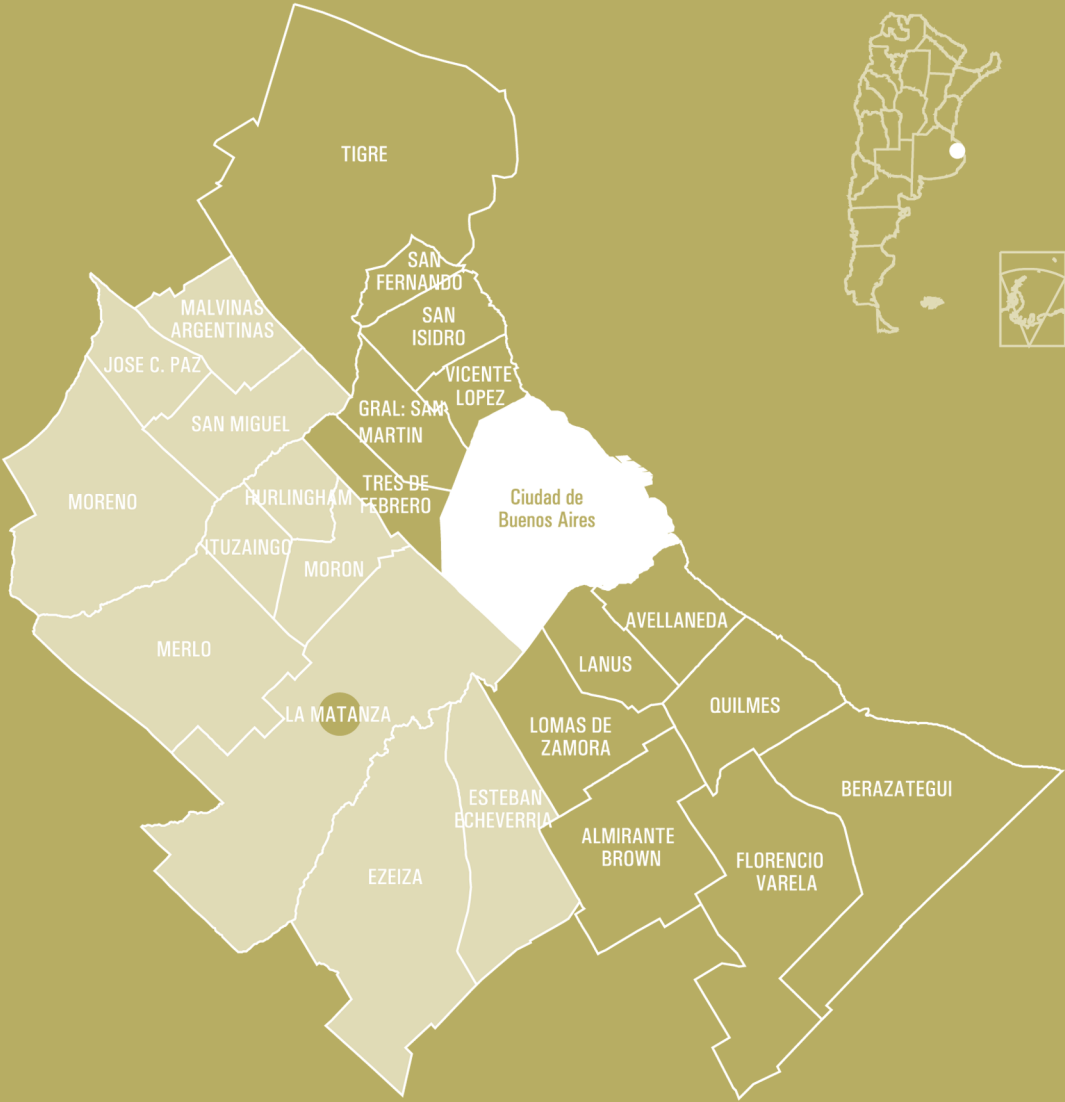 TIGRE
SAN
FERNANDO
MALVINAS
ARGENTINAS
SAN
ISIDRO
JOSE C. PAZ
VICENTE
LOPEZ
SAN MIGUEL
GRAL: SAN
MARTIN
MORENO
HURLINGHAM
TRES DE
FEBRERO
Ciudad de
Buenos Aires
ITUZAINGO
MORON
MERLO
AVELLANEDA
LANUS
LA MATANZA
QUILMES
LOMAS DE
ZAMORA
BERAZATEGUI
ESTEBAN
ECHEVERRIA
ALMIRANTE
BROWN
EZEIZA
FLORENCIO
VARELA